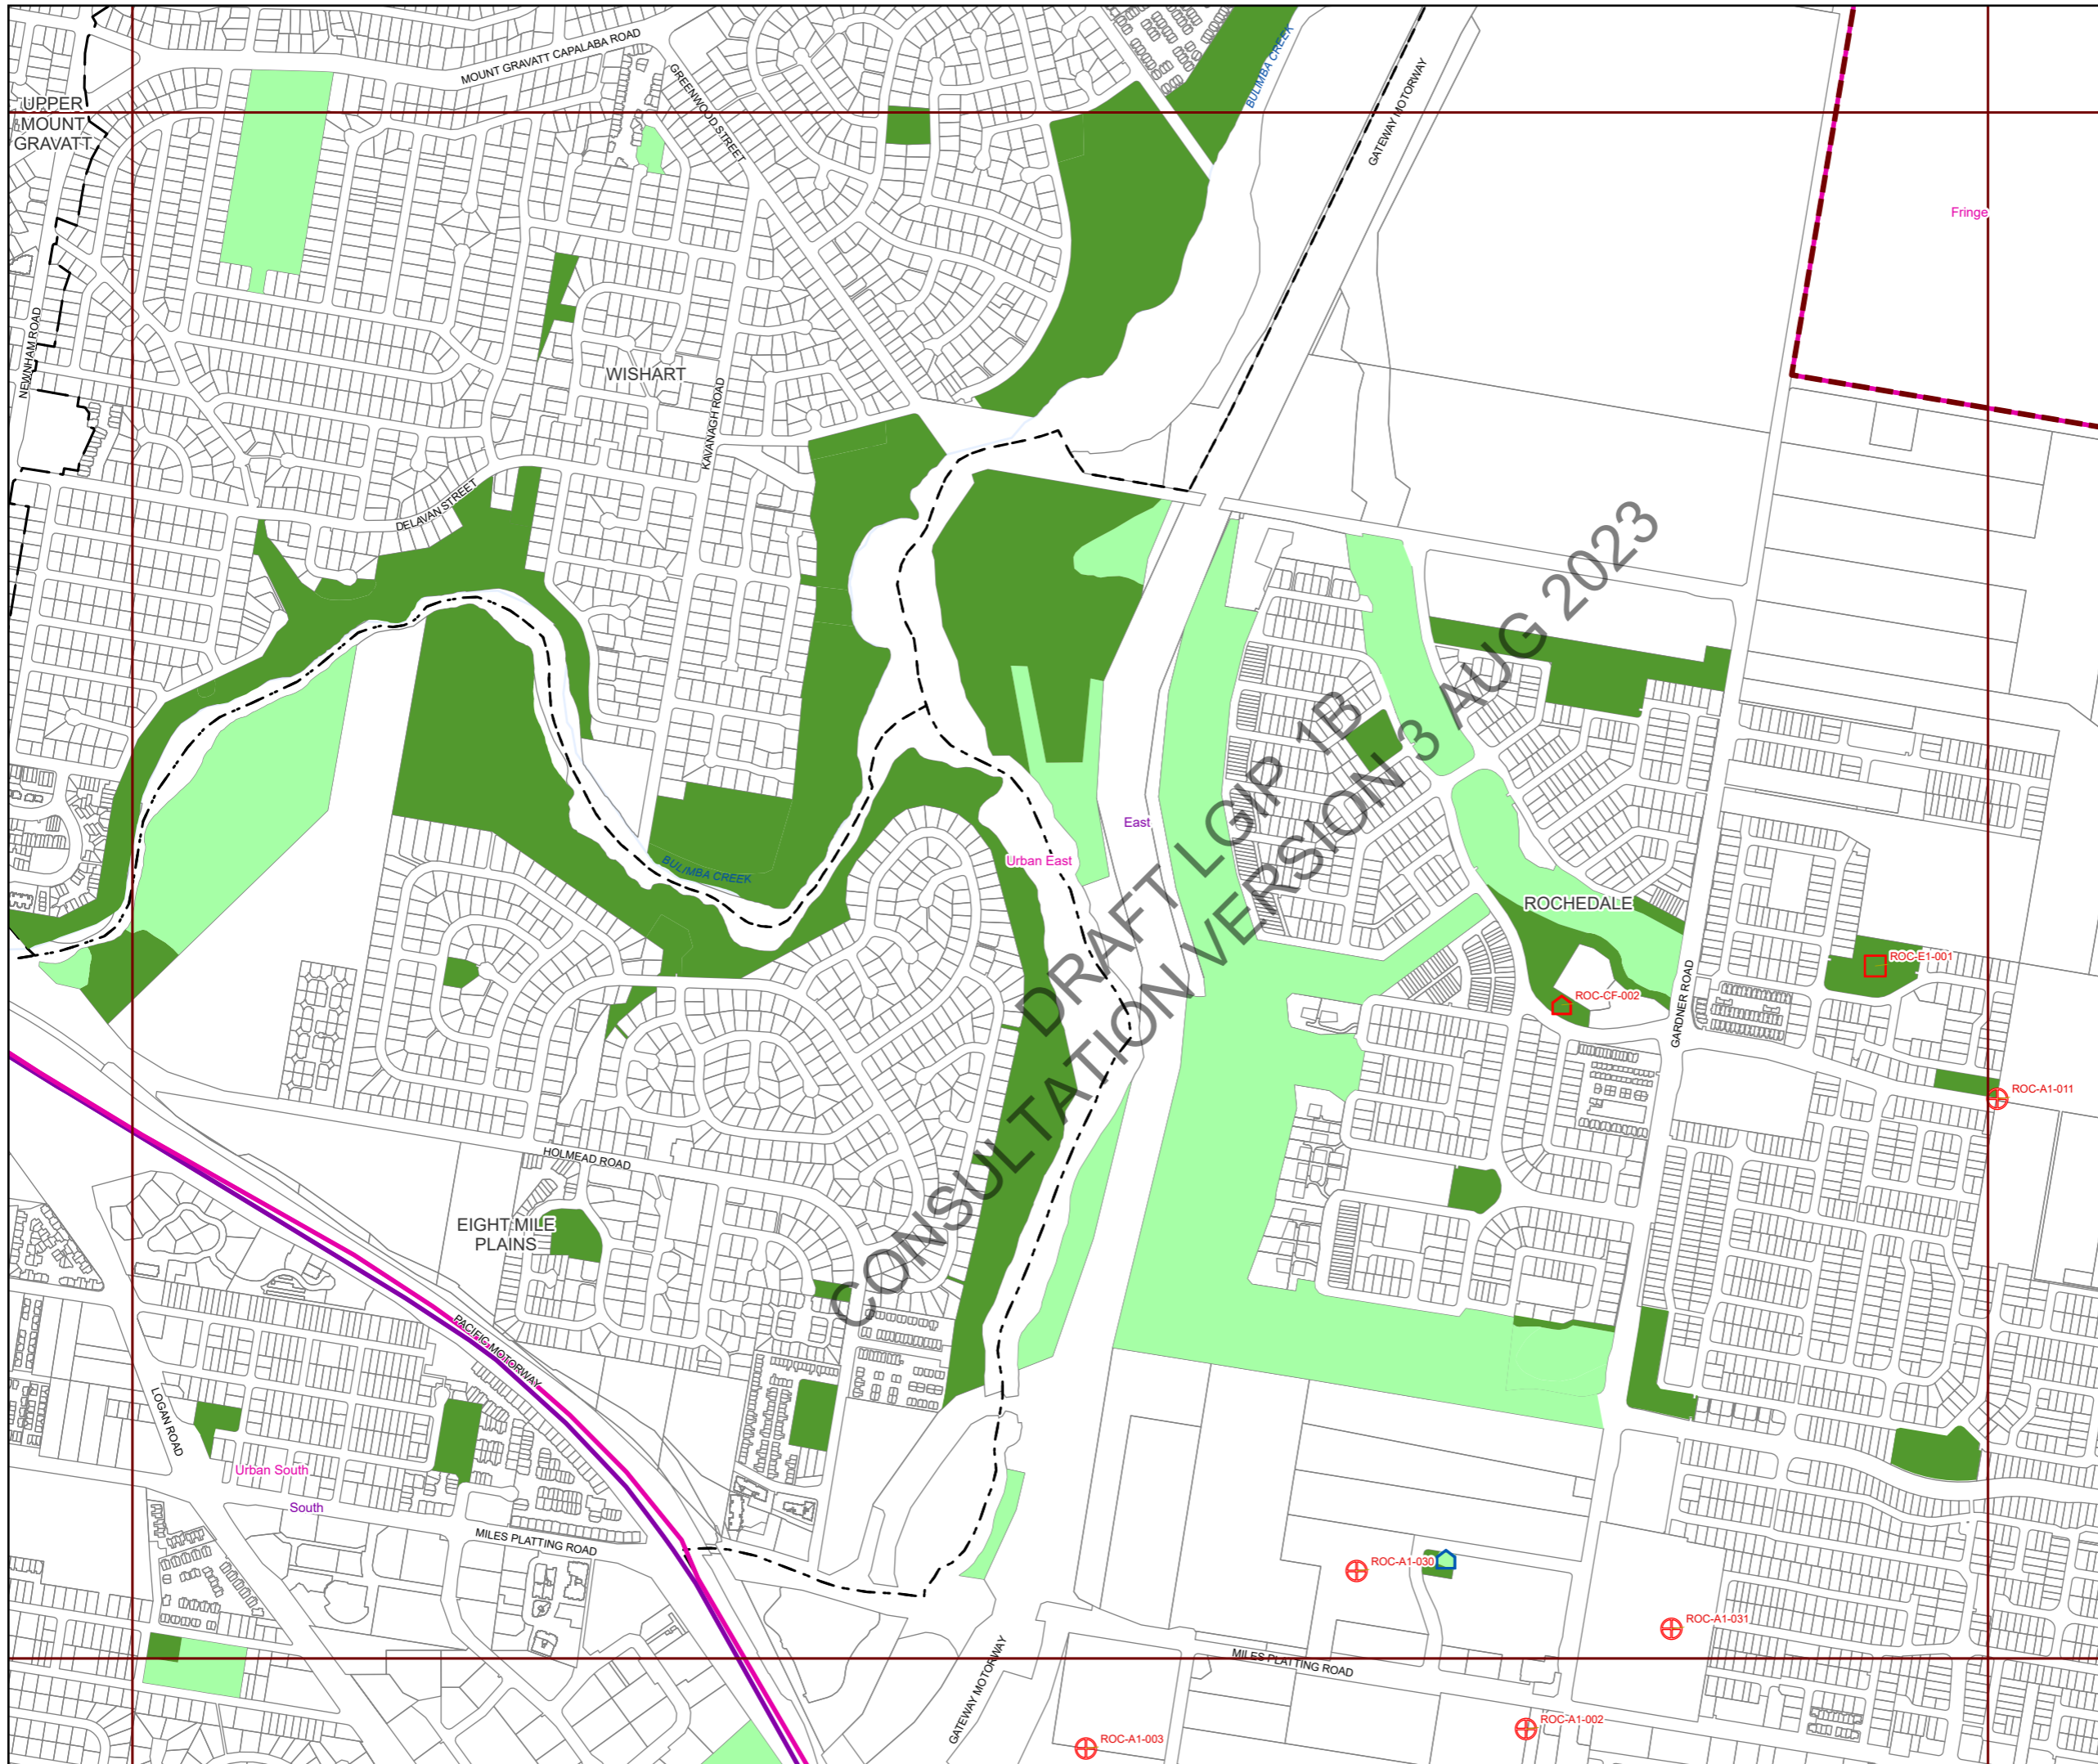 BULIMBA CREEK
MOUNT GRAVATT CAPALABA ROAD
GREENWOOD STREET
GATEWAY MOTORWAY
UPPER
MOUNT
GRAVATT
Fringe
NEWNHAM ROAD
WISHART
KAVANAGH ROAD
DELAVAN STREET
DRAFT LGIP 1B
CONSULTATION VERSION 3 AUG 2023
East
Urban East
BULIMBA CREEK
ROCHEDALE
ROC-E1-001
ROC-CF-002
GARDNER ROAD
ROC-A1-011
HOLMEAD ROAD
EIGHT MILE
PLAINS
PACIFIC MOTORWAY
LOGAN ROAD
Urban South
South
MILES PLATTING ROAD
ROC-A1-030
ROC-A1-031
GATEWAY MOTORWAY
MILES PLATTING ROAD
ROC-A1-002
ROC-A1-003